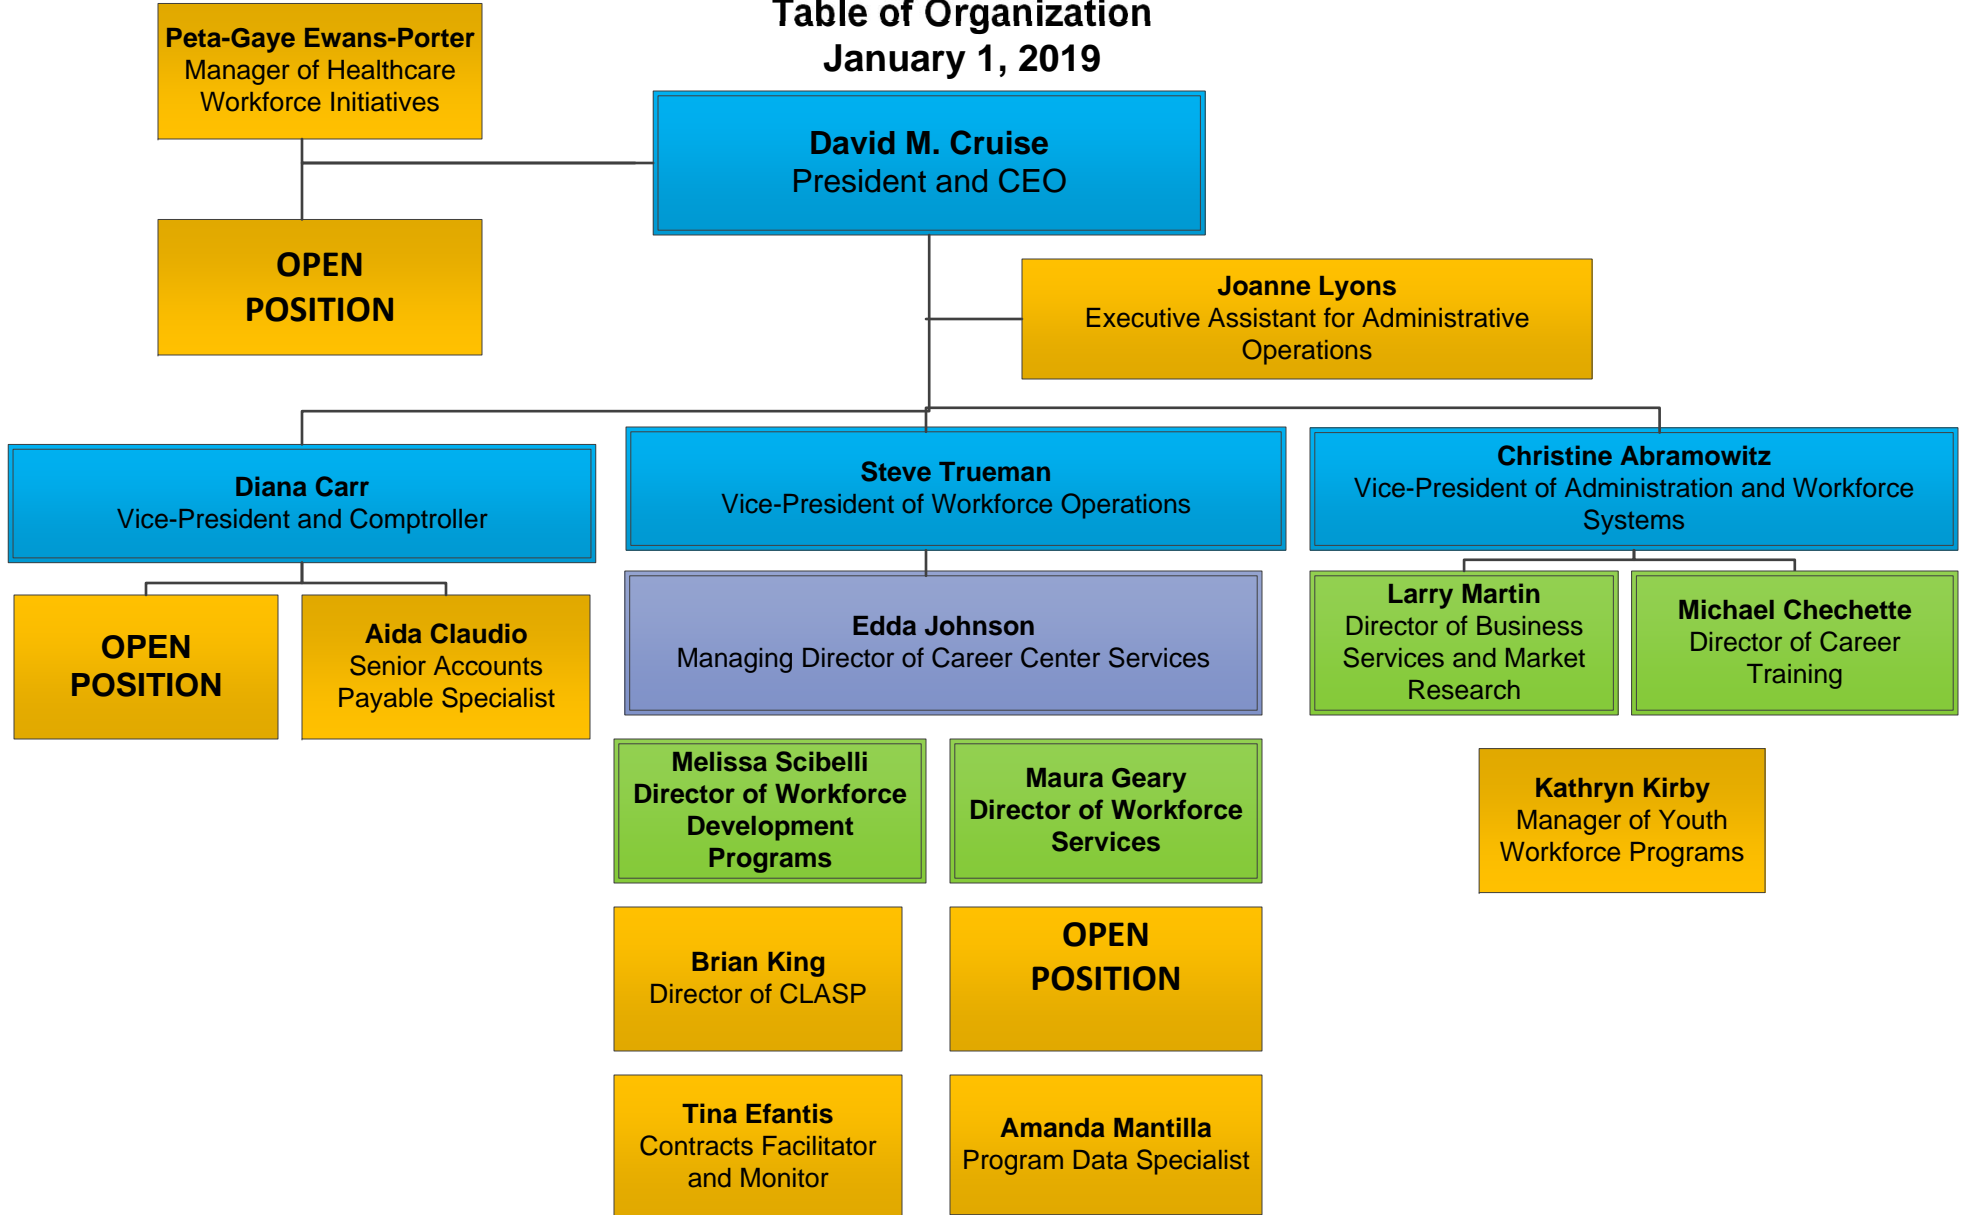 Table of Organization
January 1, 2019
Peta-Gaye Ewans-Porter
Manager of Healthcare
Workforce Initiatives
David M. Cruise
President and CEO
OPEN
POSITION
Joanne Lyons
Executive Assistant for Administrative
Operations
Diana Carr
Vice-President and Comptroller
Steve Trueman
Vice-President of Workforce Operations
Christine Abramowitz
Vice-President of Administration and Workforce
Systems
OPEN
POSITION
Aida Claudio
Senior Accounts
Payable Specialist
Edda Johnson
Managing Director of Career Center Services
Larry Martin
Director of Business
Services and Market
Research
Michael Chechette
Director of Career
Training
Melissa Scibelli
Director of Workforce
Development
Programs
Maura Geary
Director of Workforce
Services
Kathryn Kirby
Manager of Youth
Workforce Programs
Brian King
Director of CLASP
OPEN
POSITION
Tina Efantis
Contracts Facilitator
and Monitor
Amanda Mantilla
Program Data Specialist